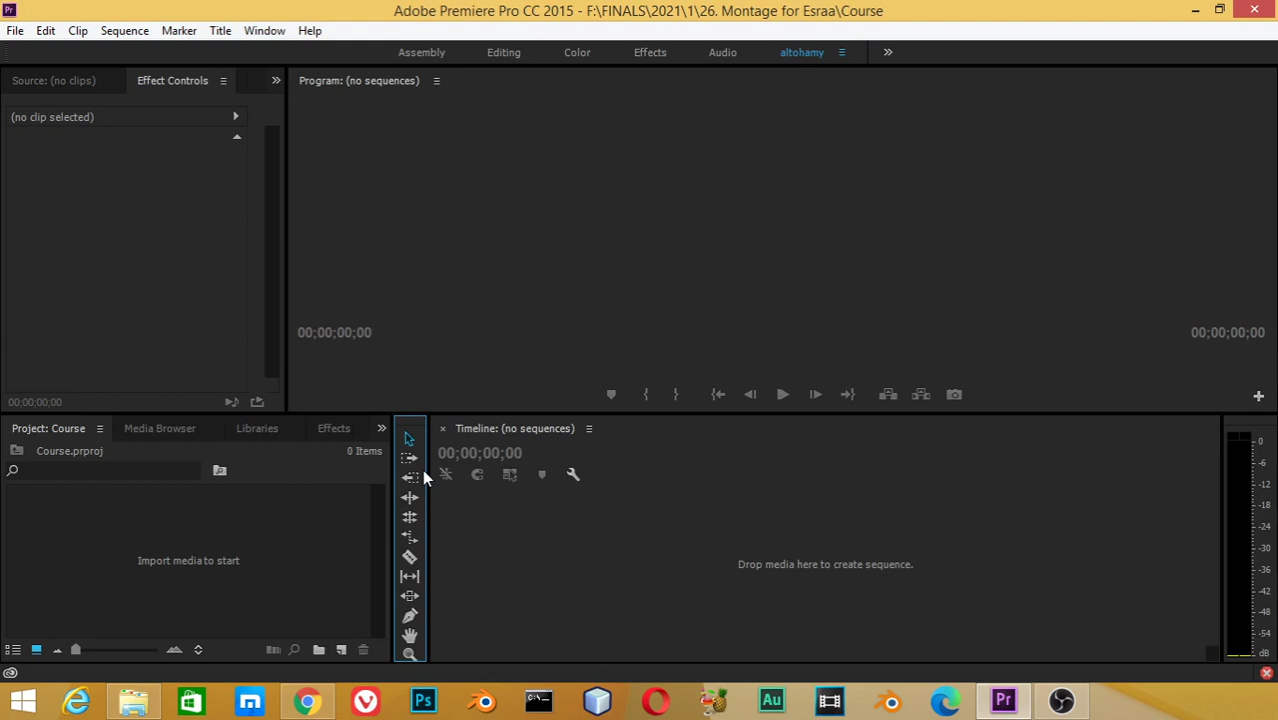 Pr Adobe Premiere Pro CC 2015 - F:\FINALS\2021\1\26. Montage for Esraa\Course
File Edit Clip Sequence Marker Title Window Help
Assembly Editing Color Effects Audio altohamy
Source: (no clips) Effect Controls Program: (no sequences)
(no clip selected)
00;00;00;00 00;00;00;00
00;00;00;00
Project: Course Media Browser Libraries Effects
Course.prproj 0 Items
Import media to start
× Timeline: (no sequences)
00;00;00;00
Drop media here to create sequence.
0
-6
-12
-18
-24
-30
-36
-42
-48
-54
dB
Ps Au Pr